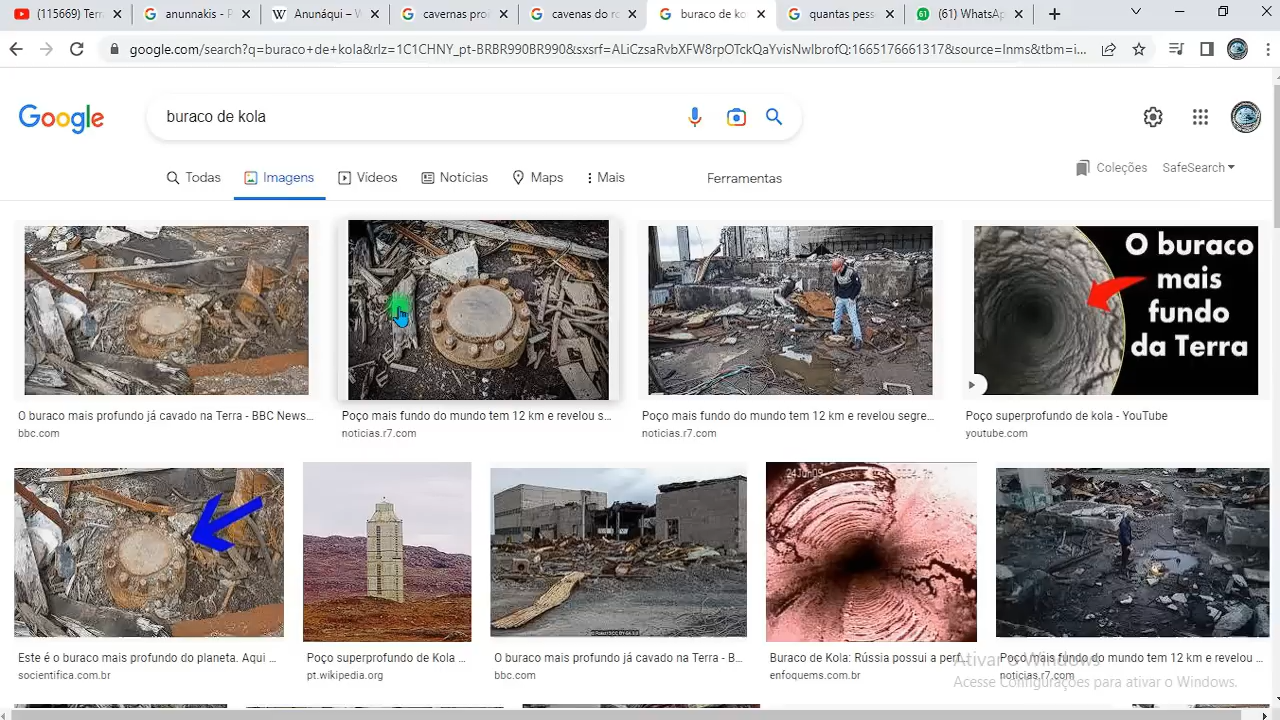 (115669) Terr
anunnakis - P
Anunáqui – W
cavernas pro
cavenas do ro
buraco de ko
quantas pess
(61) WhatsAp
google.com/search?q=buraco+de+kola&rlz=1C1CHNY_pt-BRBR990BR990&sxsrf=ALiCzsaRvbXFW8rpOTckQaYvisNwIbrofQ:1665176661317&source=lnms&tbm=i...
Google
buraco de kola
Todas
Imagens
Vídeos
Notícias
Maps
Mais
Ferramentas
Coleções
SafeSearch
O buraco
mais
fundo
da Terra
O buraco mais profundo já cavado na Terra - BBC News...
bbc.com
Poço mais fundo do mundo tem 12 km e revelou s...
noticias.r7.com
Poço mais fundo do mundo tem 12 km e revelou segre...
noticias.r7.com
Poço superprofundo de kola - YouTube
youtube.com
24Jun09
Este é o buraco mais profundo do planeta. Aqui ...
socientifica.com.br
Poço superprofundo de Kola ...
pt.wikipedia.org
O buraco mais profundo já cavado na Terra - B...
bbc.com
Buraco de Kola: Rússia possui a perf...
enfoquems.com.br
Poço mais fundo do mundo tem 12 km e revelou ...
noticias.r7.com
Ativar o Windows
Acesse Configurações para ativar o Windows.